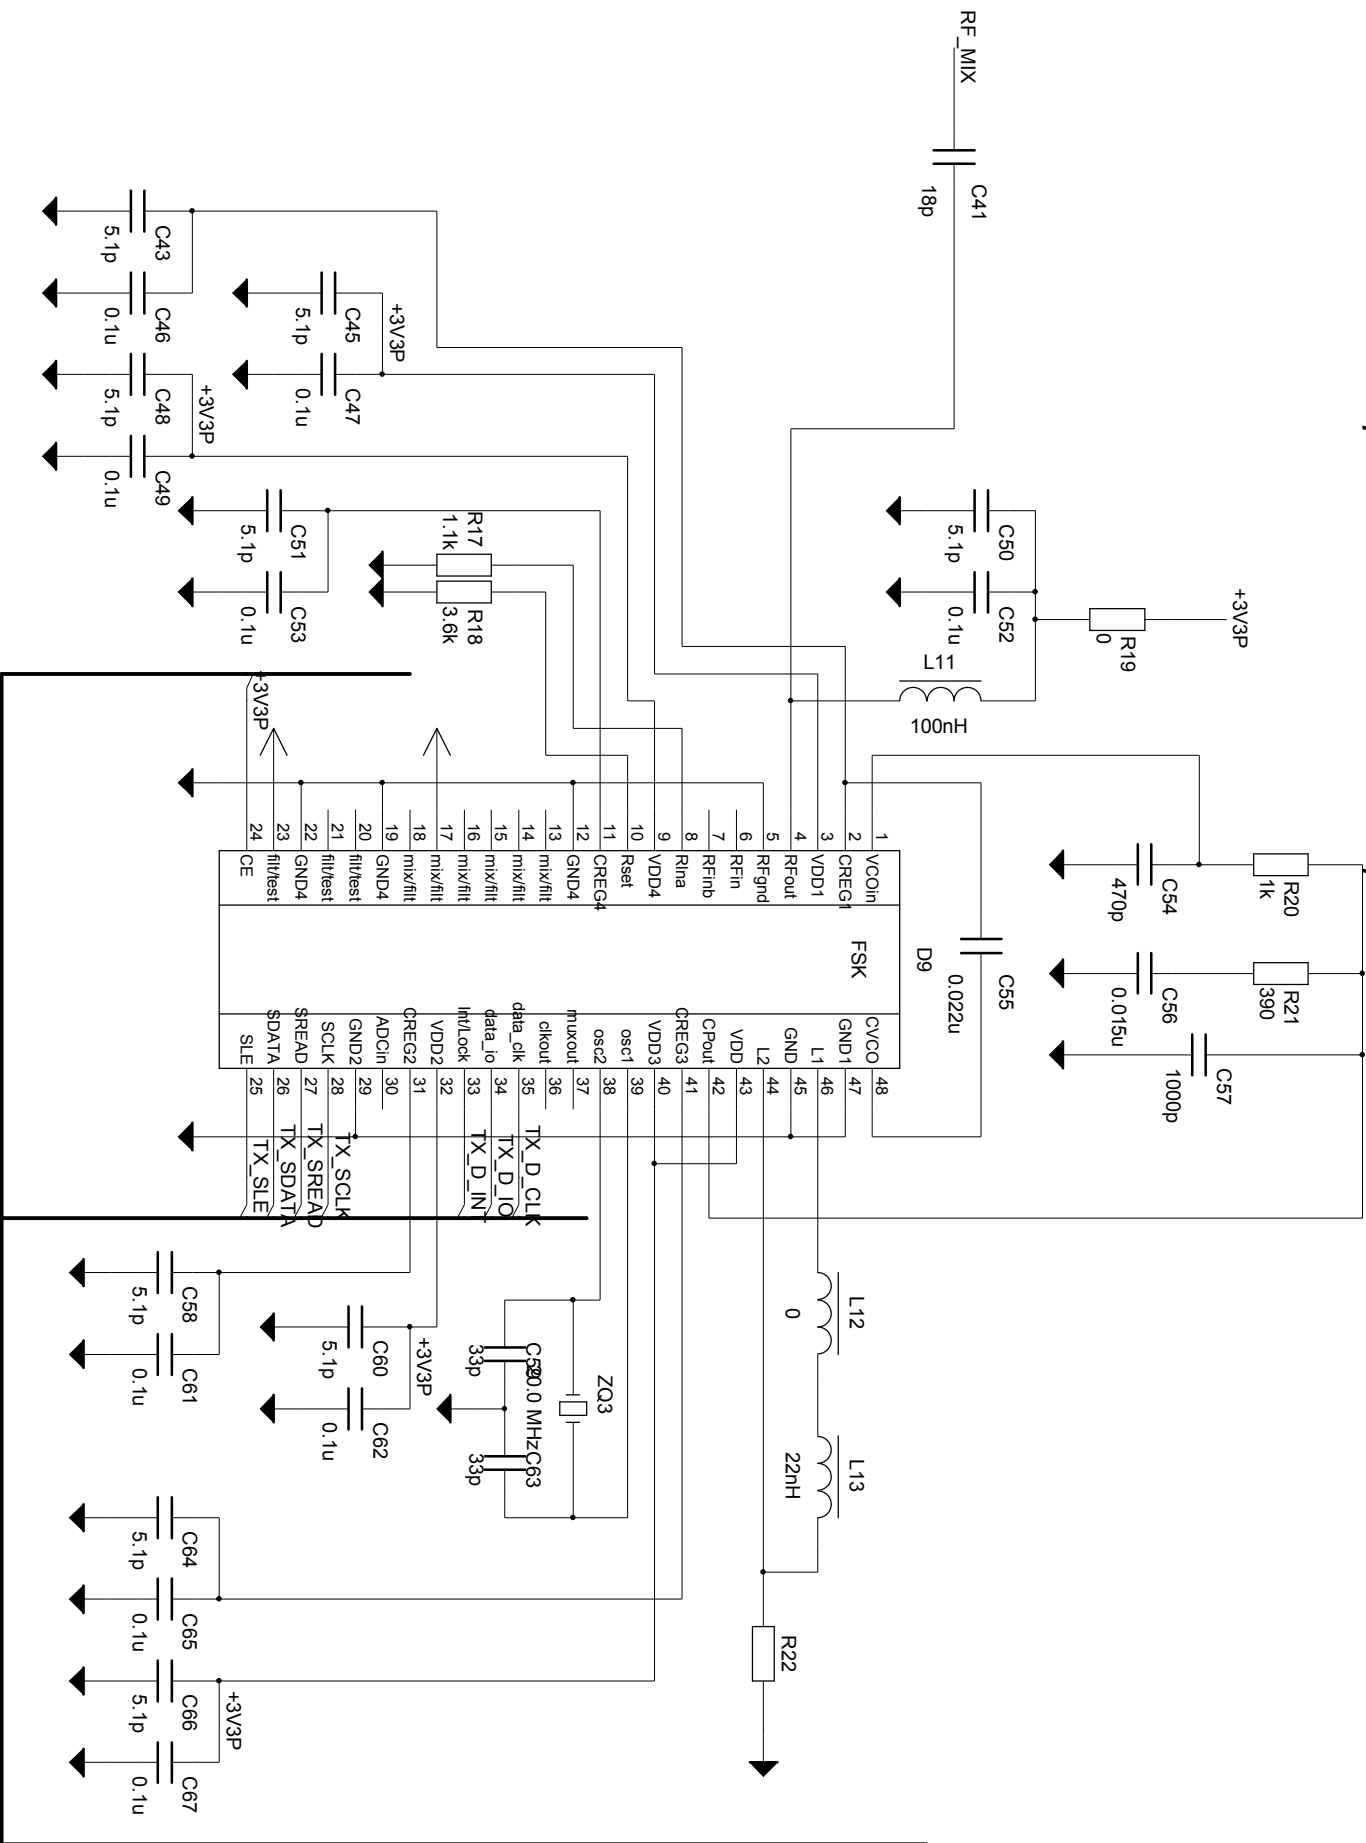 RF_MIX
C41
18p
C43
5.1p
C46
0.1u
C45
5.1p
+3V3P
C47
0.1u
C48
5.1p
+3V3P
C49
0.1u
C51
5.1p
C53
0.1u
R17
1.1k
R18
3.6k
C50
5.1p
C52
0.1u
+3V3P
R19
0
L11
100nH
+3V3P
R20
1k
C54
470p
R21
390
C56
0.015u
C57
1000p
C55
0.022u
D9
FSK
1 VCOin
2 CREG1
3 VDD1
4 RFout
5 RFgnd
6 RFin
7 RFinb
8 Rlna
9 VDD4
10 Rset
11 CREG4
12 GND4
13 mix/filt
14 mix/filt
15 mix/filt
16 mix/filt
17 mix/filt
18 mix/filt
19 GND4
20 filt/test
21 filt/test
22 GND4
23 filt/test
24 CE
CVCO 48
GND1 47
L1 46
GND 45
L2 44
VDD 43
CPout 42
CREG3 41
VDD3 40
osc1 39
osc2 38
muxout 37
clkout 36
data_clk 35
data_io 34
Int/Lock 33
VDD2 32
CREG2 31
ADCin 30
GND2 29
SCLK 28
SREAD 27
SDATA 26
SLE 25
TX_D_CLK
TX_D_IO
TX_D_IN
TX_SCLK
TX_SREAD
TX_SDATA
TX_SLE
L12
0
L13
22nH
R22
C58
5.1p
C61
0.1u
C60
5.1p
+3V3P
C62
0.1u
33p
ZQ3
C63
33p
C64
5.1p
C65
0.1u
C66
5.1p
+3V3P
C67
0.1u